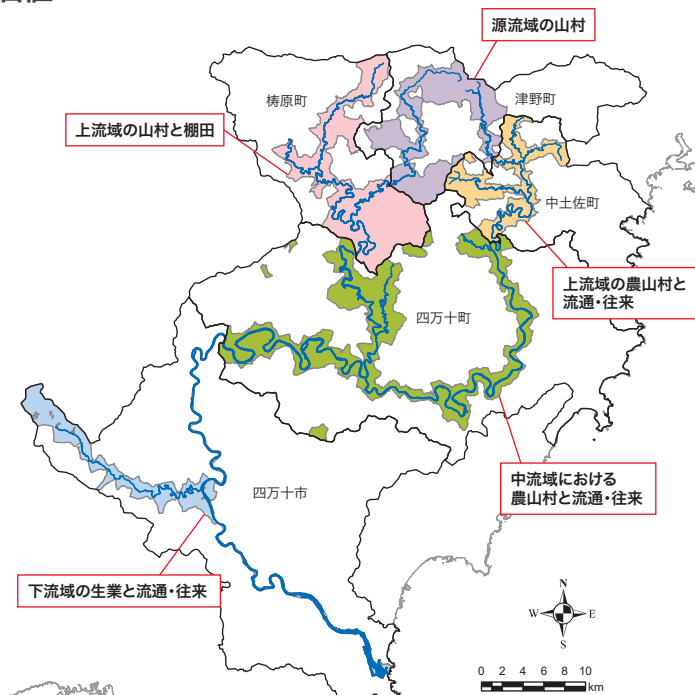 源流域の山村
梼原町
津野町
上流域の山村と棚田
中土佐町
上流域の農山村と
流通・往来
四万十町
中流域における
農山村と流通・往来
四万十市
下流域の生業と流通・往来
N
W E
S
0 2 4 6 8 10
km